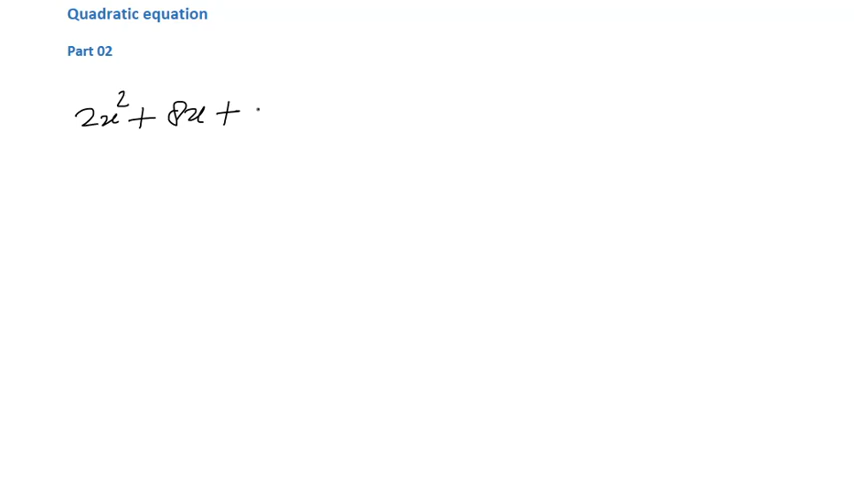 Quadratic equation
Part 02
2x² + 8x +